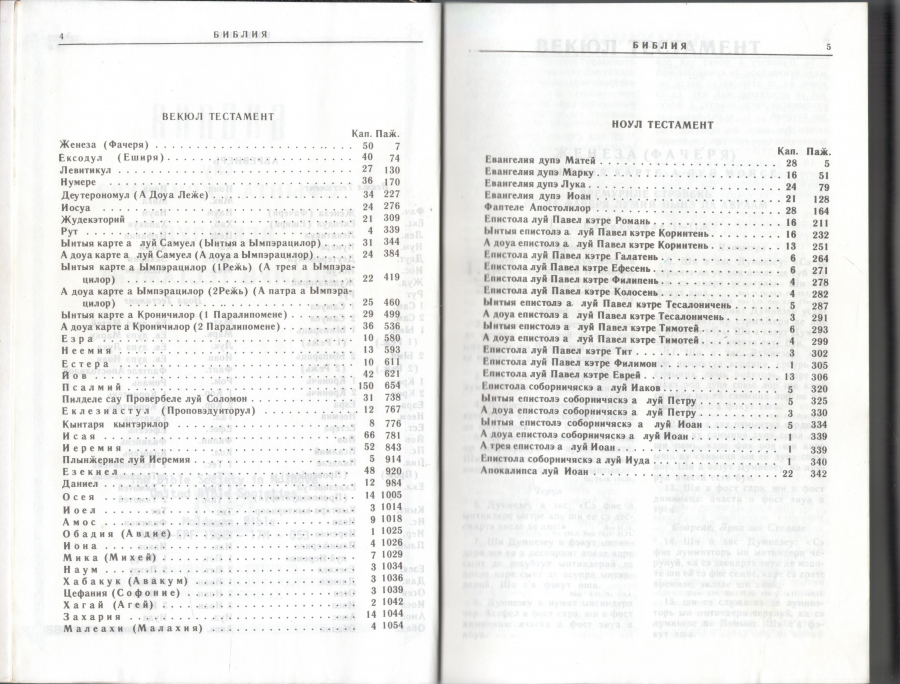 4 БИБЛИЯ
ВЕКЮЛ ТЕСТАМЕНТ
Кап. Паж.
Женеза (Фачеря) 50 7
Ексодул (Еширя) 40 74
Левитикул 27 130
Нумере 36 170
Деутерономул (А Доуа Леже) 34 227
Иосуа 24 276
Жудекэторий 21 309
Рут 4 339
Ынтыя карте а луй Самуел (Ынтыя а Ымпэрацилор) 31 344
А доуа карте а луй Самуел (А доуа а Ымпэрацилор) 24 384
Ынтыя карте а Ымпэрацилор (1Режь) (А трея а Ымпэра-
цилор) 22 419
А доуа карте а Ымпэрацилор (2Режь) (А патра а Ымпэра-
цилор) 25 460
Ынтыя карте а Кроничилор (1 Паралипомене) 29 499
А доуа карте а Кроничилор (2 Паралипомене) 36 536
Езра 10 580
Неемия 13 593
Естера 10 611
Йов 42 621
Псалмий 150 654
Пилделе сау Провербеле луй Соломон 31 738
Еклезиастул (Проповэдуиторул) 12 767
Кынтаря кынтэрилор 8 776
Исая 66 781
Иеремия 52 843
Плынжериле луй Иеремия 5 914
Езекиел 48 920
Даниел 12 984
Осея 14 1005
Иоел 3 1014
Амос 9 1018
Обадия (Авдие) 1 1025
Иона 4 1026
Мика (Михей) 7 1029
Наум 3 1034
Хабакук (Авакум) 3 1036
Цефания (Софоние) 3 1039
Хагай (Агей) 2 1042
Захария 14 1044
Малеахи (Малахия) 4 1054
БИБЛИЯ 5
НОУЛ ТЕСТАМЕНТ
Кап. Паж.
Евангелия дупэ Матей 28 5
Евангелия дупэ Марку 16 51
Евангелия дупэ Лука 24 79
Евангелия дупэ Иоан 21 128
Фаптеле Апостолилор 28 164
Епистола луй Павел кэтре Романь 16 211
Ынтыя епистолэ а луй Павел кэтре Коринтень 16 232
А доуа епистолэ а луй Павел кэтре Коринтень 13 251
Епистола луй Павел кэтре Галатень 6 264
Епистола луй Павел кэтре Ефесень 6 271
Епистола луй Павел кэтре Филипень 4 278
Епистола луй Павел кэтре Колосень 4 282
Ынтыя епистолэ а луй Павел кэтре Тесалоничень 5 287
А доуа епистолэ а луй Павел кэтре Тесалоничень 3 291
Ынтыя епистолэ а луй Павел кэтре Тимотей 6 293
А доуа епистолэ а луй Павел кэтре Тимотей 4 299
Епистола луй Павел кэтре Тит 3 302
Епистола луй Павел кэтре Филимон 1 305
Епистола луй Павел кэтре Еврей 13 306
Епистола соборничяскэ а луй Иаков 5 320
Ынтыя епистолэ соборничяскэ а луй Петру 5 325
А доуа епистолэ соборничяскэ а луй Петру 3 330
Ынтыя епистолэ соборничяскэ а луй Иоан 5 334
А доуа епистолэ соборничяскэ а луй Иоан 1 339
А трея епистолэ а луй Иоан 1 339
Епистола соборничяскэ а луй Иуда 1 340
Апокалипса луй Иоан 22 342